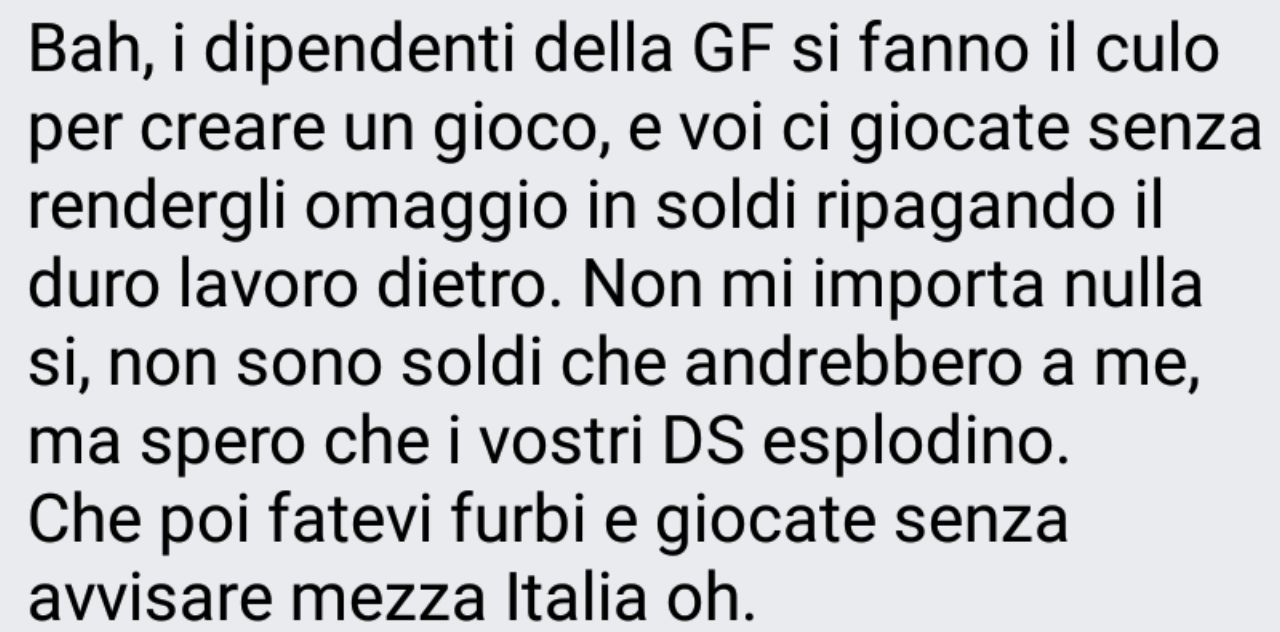 Bah, i dipendenti della GF si fanno il culo
per creare un gioco, e voi ci giocate senza
rendergli omaggio in soldi ripagando il
duro lavoro dietro. Non mi importa nulla
si, non sono soldi che andrebbero a me,
ma spero che i vostri DS esplodino.
Che poi fatevi furbi e giocate senza
avvisare mezza Italia oh.